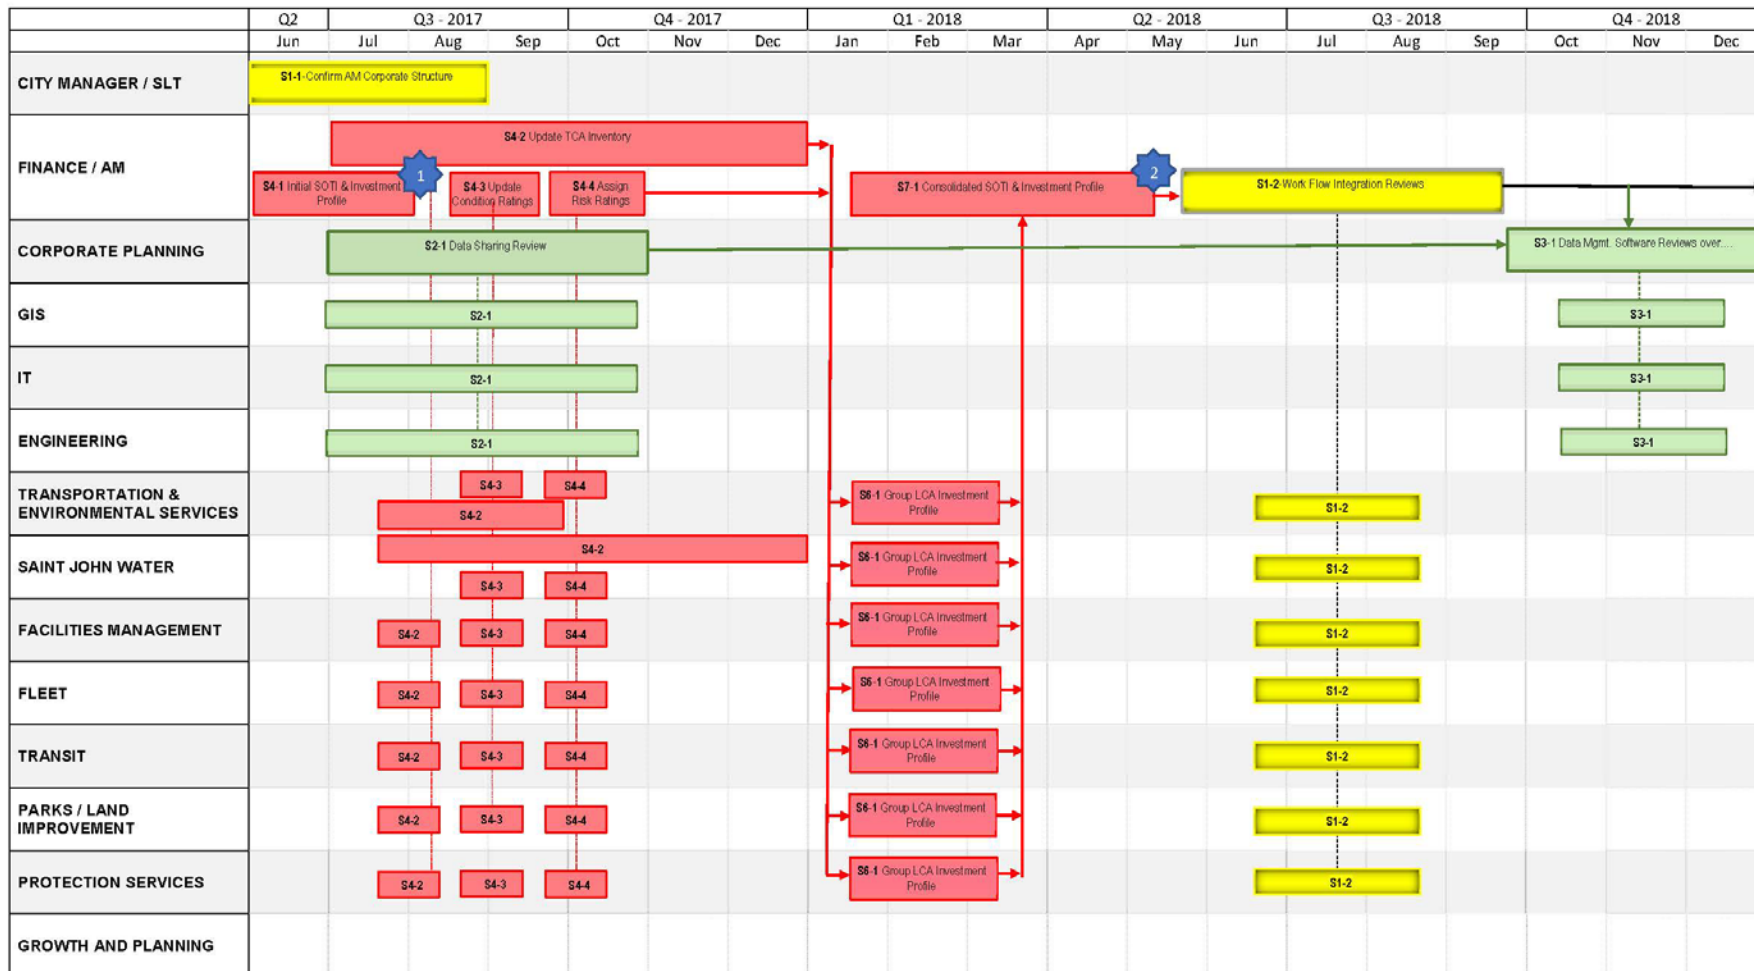 Q2 Q3 - 2017 Q4 - 2017 Q1 - 2018 Q2 - 2018 Q3 - 2018 Q4 - 2018
Jun Jul Aug Sep Oct Nov Dec Jan Feb Mar Apr May Jun Jul Aug Sep Oct Nov Dec
CITY MANAGER / SLT
S1-1-Confirm AM Corporate Structure
FINANCE / AM
S4-2 Update TCA Inventory
1
2
S4-1 Initial SOTI & Investment
Profile
S4-3 Update
Condition Ratings
S4-4 Assign
Risk Ratings
S7-1 Consolidated SOTI & Investment Profile
S1-2-Work Flow Integration Reviews
CORPORATE PLANNING
S2-1 Data Sharing Review
S3-1 Data Mgmt. Software Reviews over....
GIS
S2-1
S3-1
IT
S2-1
S3-1
ENGINEERING
S2-1
S3-1
TRANSPORTATION &
ENVIRONMENTAL SERVICES
S4-3
S4-4
S4-2
S6-1 Group LCA Investment
Profile
S1-2
SAINT JOHN WATER
S4-2
S4-3
S4-4
S6-1 Group LCA Investment
Profile
S1-2
FACILITIES MANAGEMENT
S4-2
S4-3
S4-4
S6-1 Group LCA Investment
Profile
S1-2
FLEET
S4-2
S4-3
S4-4
S6-1 Group LCA Investment
Profile
S1-2
TRANSIT
S4-2
S4-3
S4-4
S6-1 Group LCA Investment
Profile
S1-2
PARKS / LAND
IMPROVEMENT
S4-2
S4-3
S4-4
S6-1 Group LCA Investment
Profile
S1-2
PROTECTION SERVICES
S4-2
S4-3
S4-4
S6-1 Group LCA Investment
Profile
S1-2
GROWTH AND PLANNING